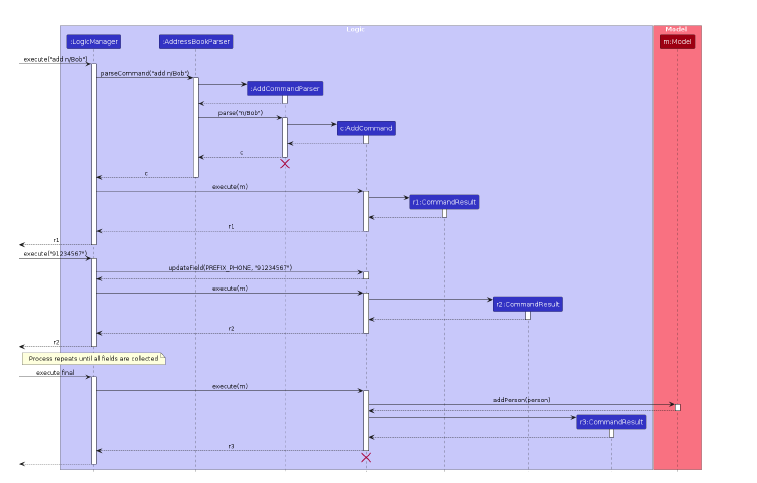 Logic
Model
:LogicManager
:AddressBookParser
m:Model
execute("add n/Bob")
parseCommand("add n/Bob")
:AddCommandParser
parse("n/Bob")
c:AddCommand
c
c
execute(m)
r1:CommandResult
r1
r1
execute("91234567")
updateField(PREFIX_PHONE, "91234567")
execute(m)
r2:CommandResult
r2
r2
Process repeats until all fields are collected
execute final
execute(m)
addPerson(person)
r3:CommandResult
r3